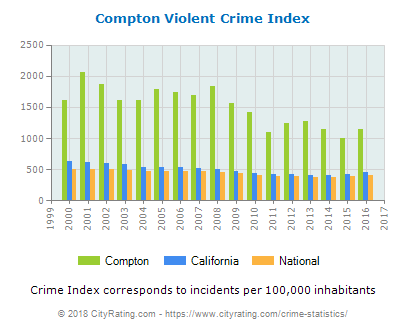 Compton Violent Crime Index
2500
2000
1500
1000
500
0
1999 2000 2001 2002 2003 2004 2005 2006 2007 2008 2009 2010 2011 2012 2013 2014 2015 2016 2017
Compton California National
Crime Index corresponds to incidents per 100,000 inhabitants
© 2018 CityRating.com - https://www.cityrating.com/crime-statistics/